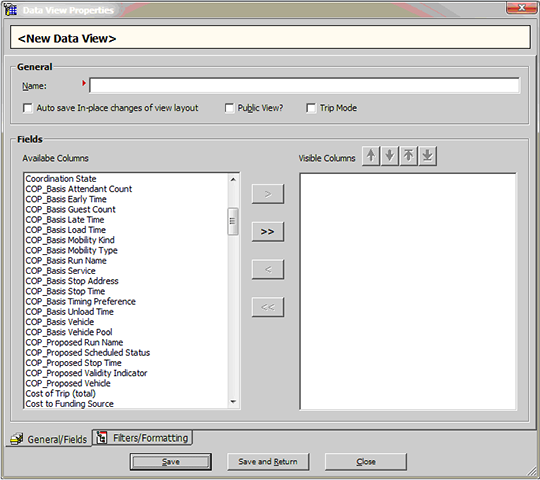 Data View Properties
<New Data View>
General
Name:
Auto save In-place changes of view layout
Public View?
Trip Mode
Fields
Availabe Columns
Visible Columns
Coordination State
COP_Basis Attendant Count
COP_Basis Early Time
COP_Basis Guest Count
COP_Basis Late Time
COP_Basis Load Time
COP_Basis Mobility Kind
COP_Basis Mobility Type
COP_Basis Run Name
COP_Basis Service
COP_Basis Stop Address
COP_Basis Stop Time
COP_Basis Timing Preference
COP_Basis Unload Time
COP_Basis Vehicle
COP_Basis Vehicle Pool
COP_Proposed Run Name
COP_Proposed Scheduled Status
COP_Proposed Stop Time
COP_Proposed Validity Indicator
COP_Proposed Vehicle
Cost of Trip (total)
Cost to Funding Source
>
>>
<
<<
General/Fields
Filters/Formatting
Save
Save and Return
Close